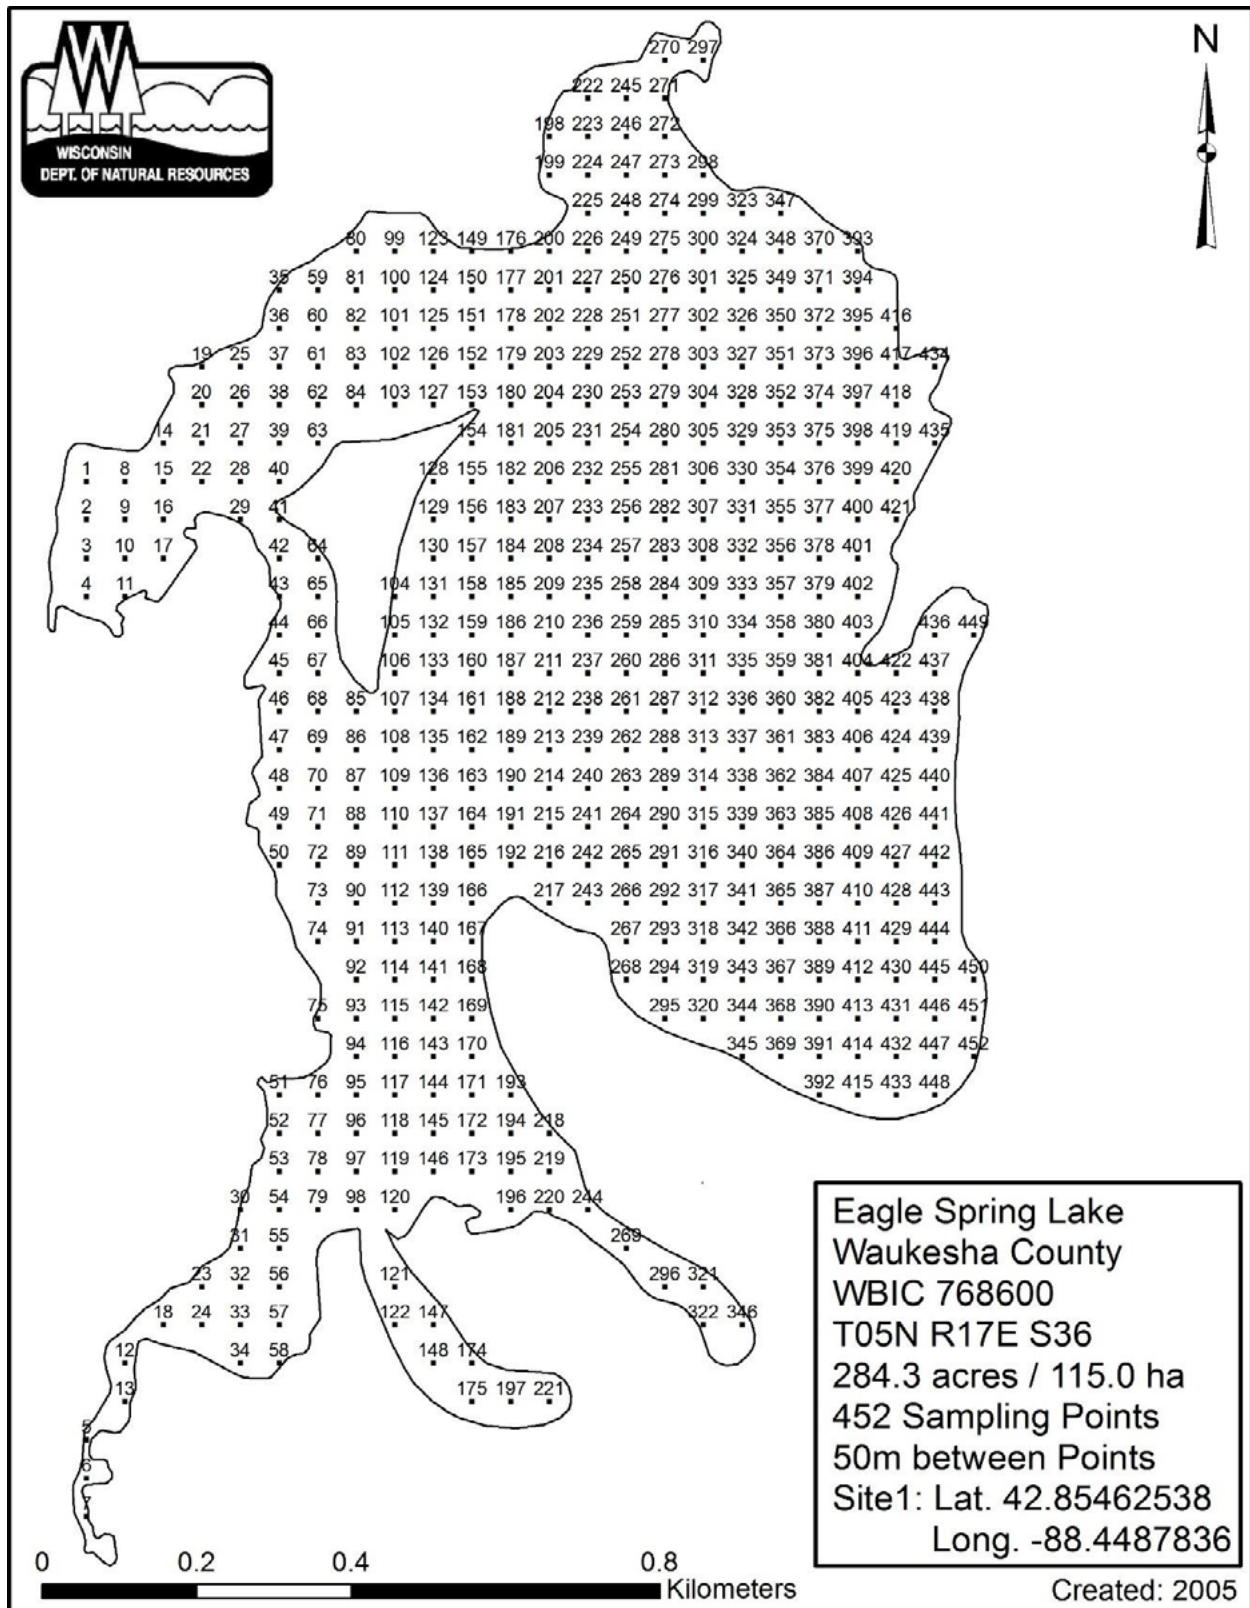 N
WISCONSIN
DEPT. OF NATURAL RESOURCES
270 297
222 245 271
198 223 246 272
199 224 247 273 298
225 248 274 299 323 347
80 99 123 149 176 200 226 249 275 300 324 348 370 393
35 59 81 100 124 150 177 201 227 250 276 301 325 349 371 394
36 60 82 101 125 151 178 202 228 251 277 302 326 350 372 395 416
19 25 37 61 83 102 126 152 179 203 229 252 278 303 327 351 373 396 417 434
20 26 38 62 84 103 127 153 180 204 230 253 279 304 328 352 374 397 418
14 21 27 39 63 154 181 205 231 254 280 305 329 353 375 398 419 435
1 8 15 22 28 40 128 155 182 206 232 255 281 306 330 354 376 399 420
2 9 16 29 41 129 156 183 207 233 256 282 307 331 355 377 400 421
3 10 17 42 64 130 157 184 208 234 257 283 308 332 356 378 401
4 11 43 65 104 131 158 185 209 235 258 284 309 333 357 379 402
44 66 105 132 159 186 210 236 259 285 310 334 358 380 403 436 449
45 67 106 133 160 187 211 237 260 286 311 335 359 381 404 422 437
46 68 85 107 134 161 188 212 238 261 287 312 336 360 382 405 423 438
47 69 86 108 135 162 189 213 239 262 288 313 337 361 383 406 424 439
48 70 87 109 136 163 190 214 240 263 289 314 338 362 384 407 425 440
49 71 88 110 137 164 191 215 241 264 290 315 339 363 385 408 426 441
50 72 89 111 138 165 192 216 242 265 291 316 340 364 386 409 427 442
73 90 112 139 166 217 243 266 292 317 341 365 387 410 428 443
74 91 113 140 167 267 293 318 342 366 388 411 429 444
92 114 141 168 268 294 319 343 367 389 412 430 445 450
75 93 115 142 169 295 320 344 368 390 413 431 446 451
94 116 143 170 345 369 391 414 432 447 452
51 76 95 117 144 171 193 392 415 433 448
52 77 96 118 145 172 194 218
53 78 97 119 146 173 195 219
30 54 79 98 120 196 220 244
31 55 269
23 32 56 121 296 321
18 24 33 57 122 147 322 346
12 34 58 148 174
13 175 197 221
5
6
7
Eagle Spring Lake
Waukesha County
WBIC 768600
T05N R17E S36
284.3 acres / 115.0 ha
452 Sampling Points
50m between Points
Site1: Lat. 42.85462538
Long. -88.4487836
0 0.2 0.4 0.8
Kilometers
Created: 2005